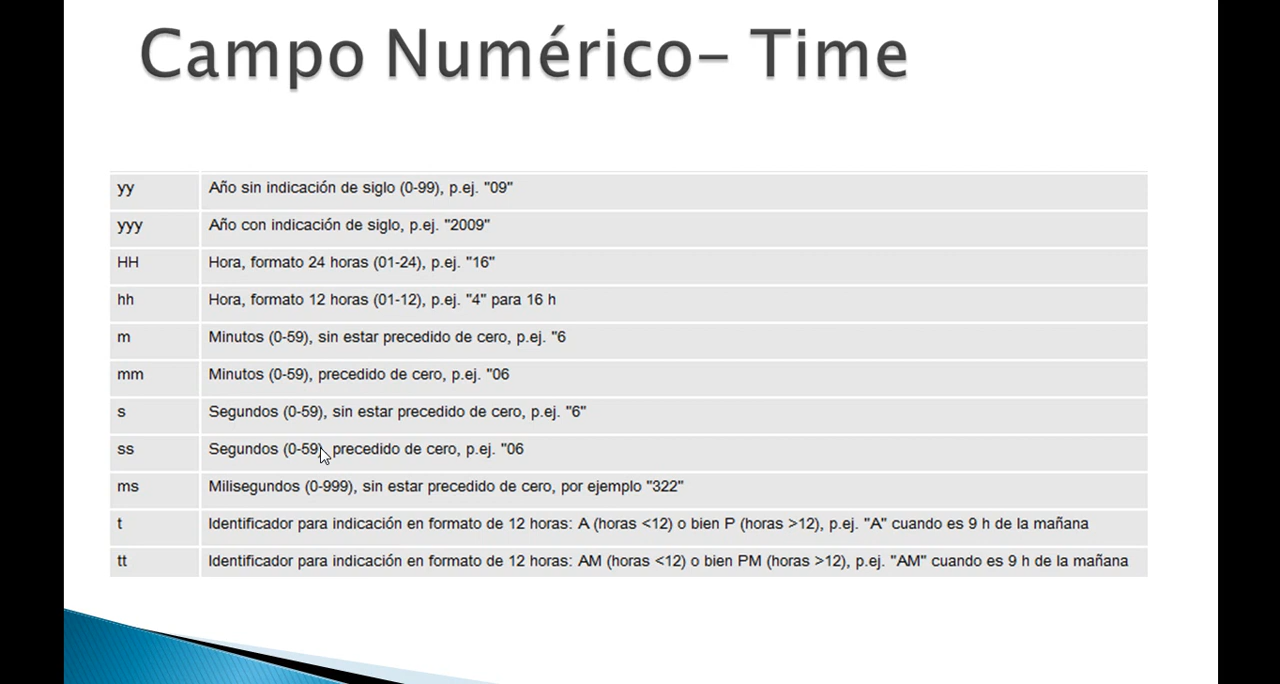 Campo Numérico- Time
yy Año sin indicación de siglo (0-99), p.ej. "09"
yyy Año con indicación de siglo, p.ej. "2009"
HH Hora, formato 24 horas (01-24), p.ej. "16"
hh Hora, formato 12 horas (01-12), p.ej. "4" para 16 h
m Minutos (0-59), sin estar precedido de cero, p.ej. "6
mm Minutos (0-59), precedido de cero, p.ej. "06
s Segundos (0-59), sin estar precedido de cero, p.ej. "6"
ss Segundos (0-59), precedido de cero, p.ej. "06
ms Milisegundos (0-999), sin estar precedido de cero, por ejemplo "322"
t Identificador para indicación en formato de 12 horas: A (horas <12) o bien P (horas >12), p.ej. "A" cuando es 9 h de la mañana
tt Identificador para indicación en formato de 12 horas: AM (horas <12) o bien PM (horas >12), p.ej. "AM" cuando es 9 h de la mañana